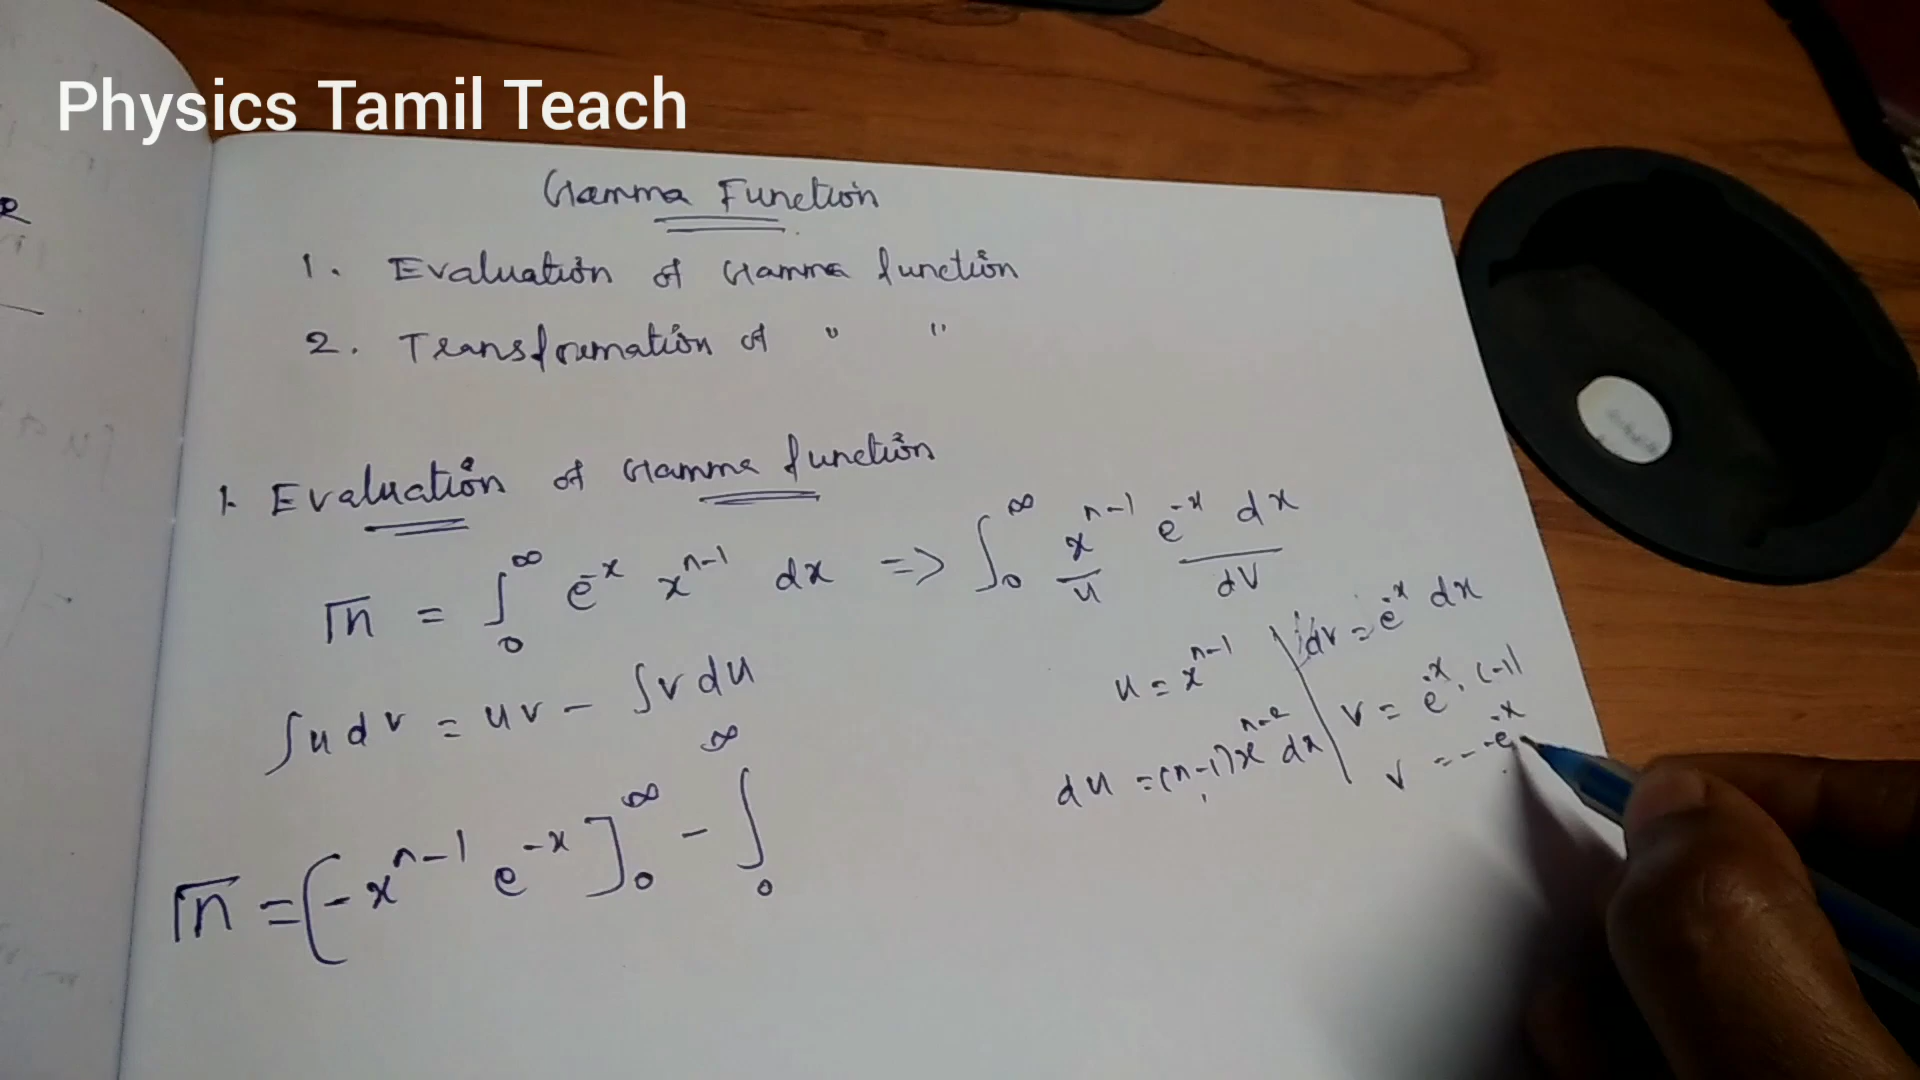 Physics Tamil Teach
Gamma Function
1. Evaluation of Gamma function
2. Transformation of " "
1. Evaluation of Gamma function
Γn = ∫₀^∞ e^-x x^n-1 dx => ∫₀^∞ x^n-1 e^-x dx
u dV
∫u dv = uv - ∫v du
u = x^n-1 dv = e^-x dx
du = (n-1)x^n-2 dx
v = e^-x . (-1)
v = - e^-x
Γn = [-x^n-1 e^-x]₀^∞ - ∫₀^∞